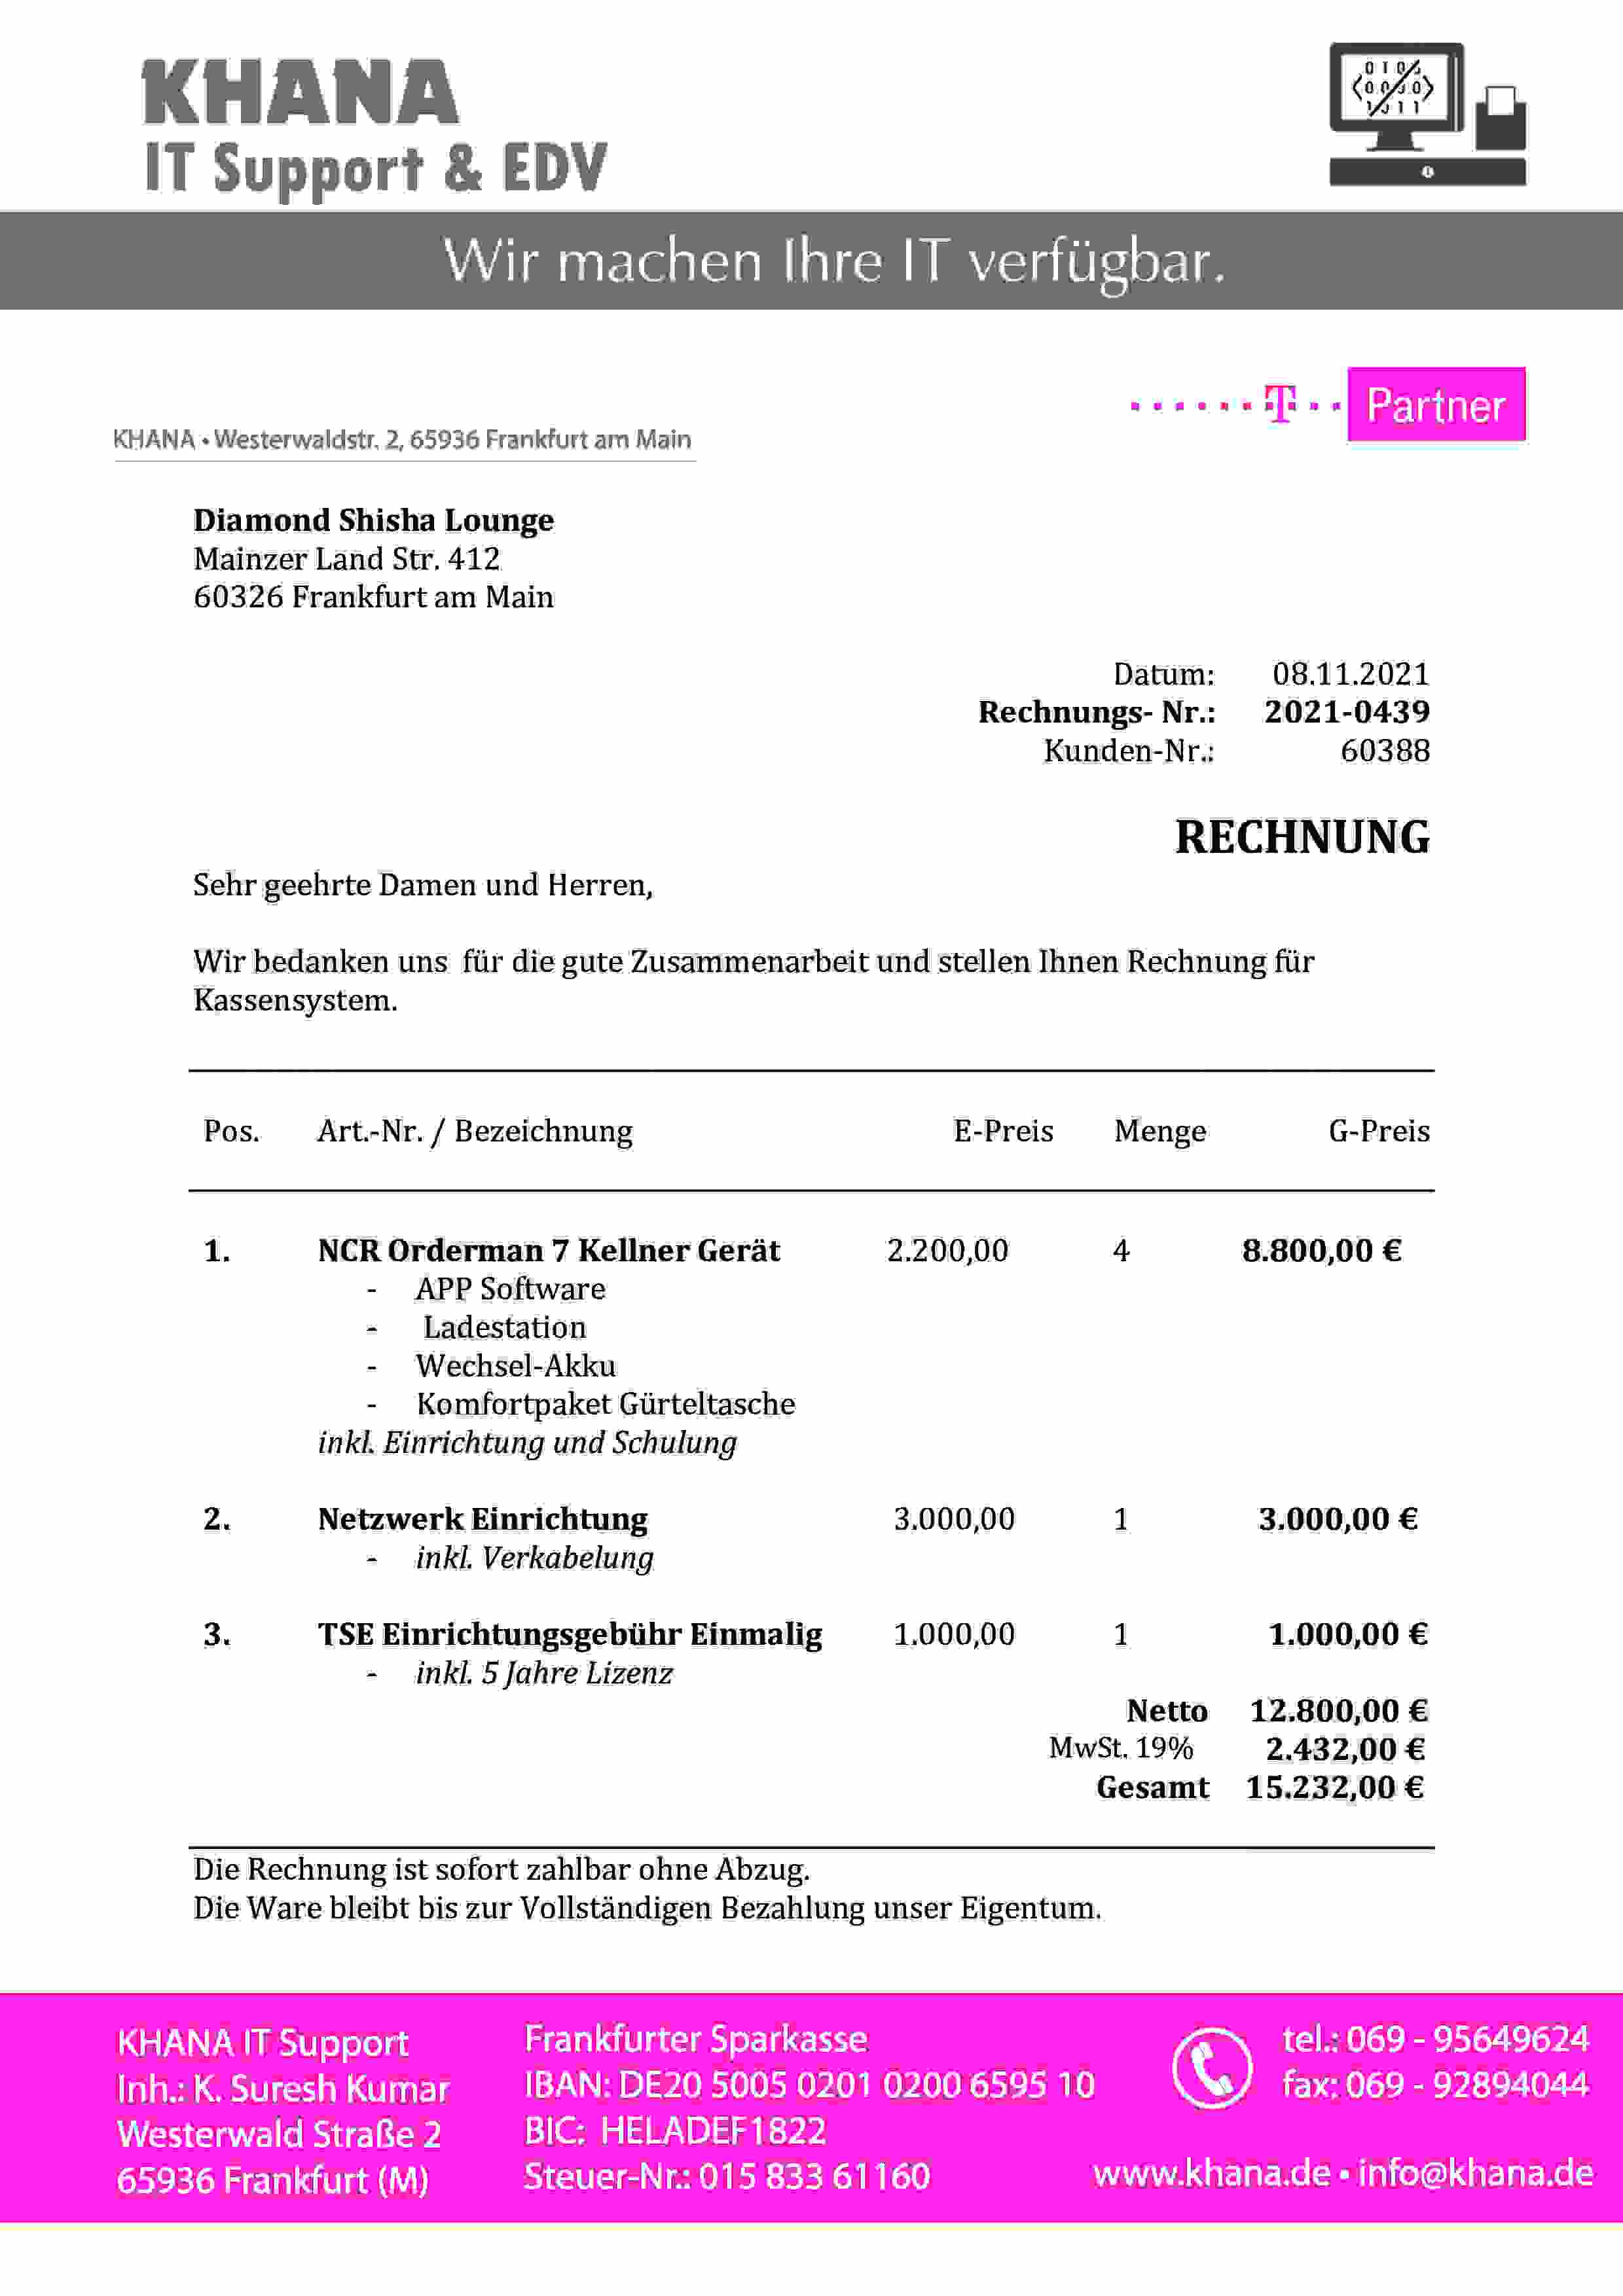 KHANA
IT Support & EDV
Wir machen Ihre IT verfügbar.
T Partner
KHANA • Westerwaldstr. 2, 65936 Frankfurt am Main
Diamond Shisha Lounge
Mainzer Land Str. 412
60326 Frankfurt am Main
Datum: 08.11.2021
Rechnungs- Nr.: 2021-0439
Kunden-Nr.: 60388
RECHNUNG
Sehr geehrte Damen und Herren,
Wir bedanken uns für die gute Zusammenarbeit und stellen Ihnen Rechnung für
Kassensystem.
Pos. Art.-Nr. / Bezeichnung E-Preis Menge G-Preis
1. NCR Orderman 7 Kellner Gerät 2.200,00 4 8.800,00 €
- APP Software
- Ladestation
- Wechsel-Akku
- Komfortpaket Gürteltasche
inkl. Einrichtung und Schulung
2. Netzwerk Einrichtung 3.000,00 1 3.000,00 €
- inkl. Verkabelung
3. TSE Einrichtungsgebühr Einmalig 1.000,00 1 1.000,00 €
- inkl. 5 Jahre Lizenz
Netto 12.800,00 €
MwSt. 19% 2.432,00 €
Gesamt 15.232,00 €
Die Rechnung ist sofort zahlbar ohne Abzug.
Die Ware bleibt bis zur Vollständigen Bezahlung unser Eigentum.
KHANA IT Support
Inh.: K. Suresh Kumar
Westerwald Straße 2
65936 Frankfurt (M)
Frankfurter Sparkasse
IBAN: DE20 5005 0201 0200 6595 10
BIC: HELADEF1822
Steuer-Nr.: 015 833 61160
tel.: 069 - 95649624
fax: 069 - 92894044
www.khana.de • info@khana.de